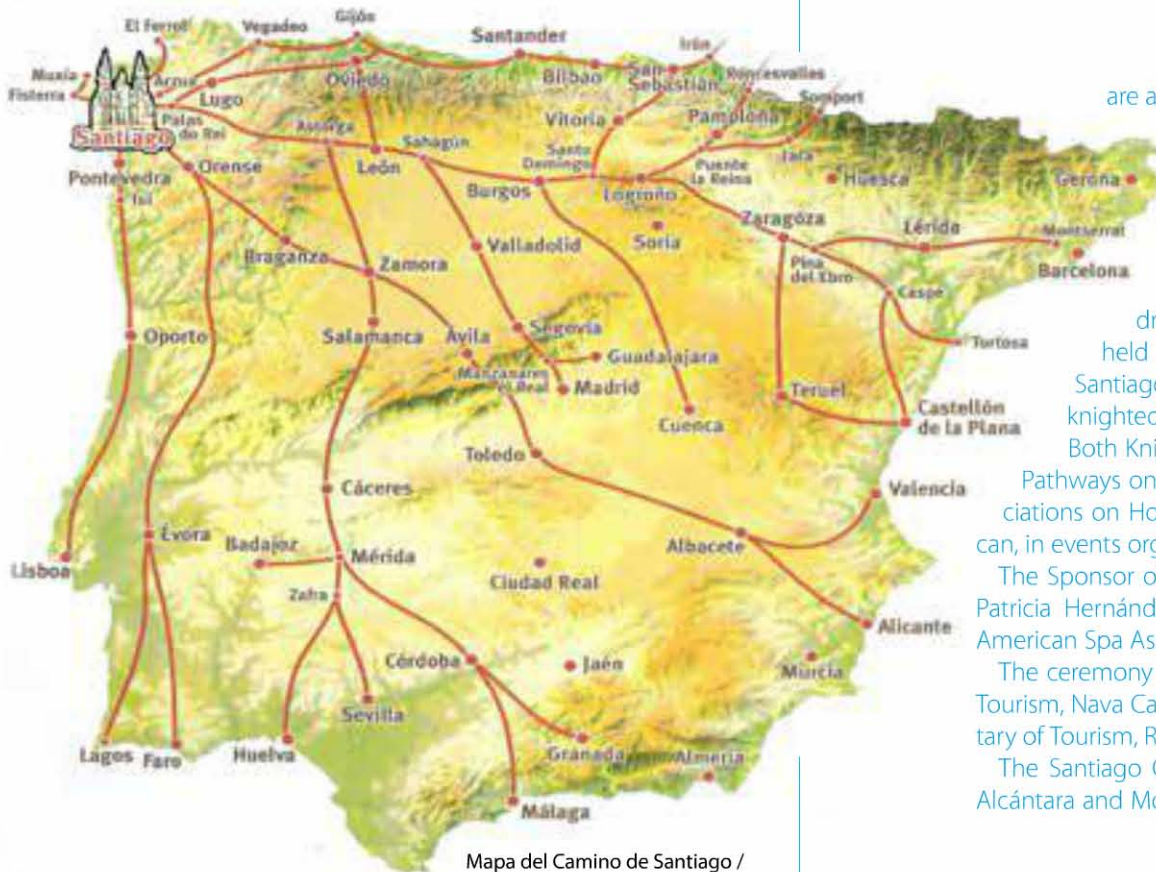 El Ferrol
Vegadeo
Gijón
Santander
Irún
Muxía
Fisterra
Arzua
Lugo
Oviedo
Bilbao
San
Sebastián
Roncesvalles
Somport
Santiago
Palas
do Rei
Astorga
León
Sahagún
Vitoria
Santo
Domingo
Pamplona
Puente
la Reina
Jaca
Huesca
Gerona
Pontevedra
Orense
Burgos
Logroño
Zaragóza
Lérida
Montserrat
Barcelona
Braganza
Zamora
Valladolid
Soria
Pina
del Ebro
Caspe
Tortosa
Oporto
Salamanca
Ávila
Segovia
Guadalajara
Manzanares
el Real
Madrid
Cuenca
Teruel
Castellón
de la Plana
Toledo
Cáceres
Valencia
Lisboa
Évora
Badajoz
Mérida
Albacete
Zafra
Ciudad Real
Alicante
Córdoba
Jaén
Murcia
Sevilla
Lagos
Faro
Huelva
Granada
Almería
Málaga
Mapa del Camino de Santiago /
are a
dr
held
Santiago
knighted
Both Kni
Pathways on
ciations on Ho
can, in events org
The Sponsor o
Patricia Hernánd
American Spa As
The ceremony
Tourism, Nava Ca
tary of Tourism, R
The Santiago C
Alcántara and Mo